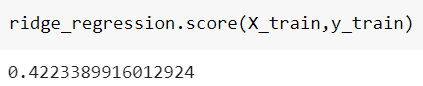 ridge_regression.score(X_train,y_train)
0.4223389916012924